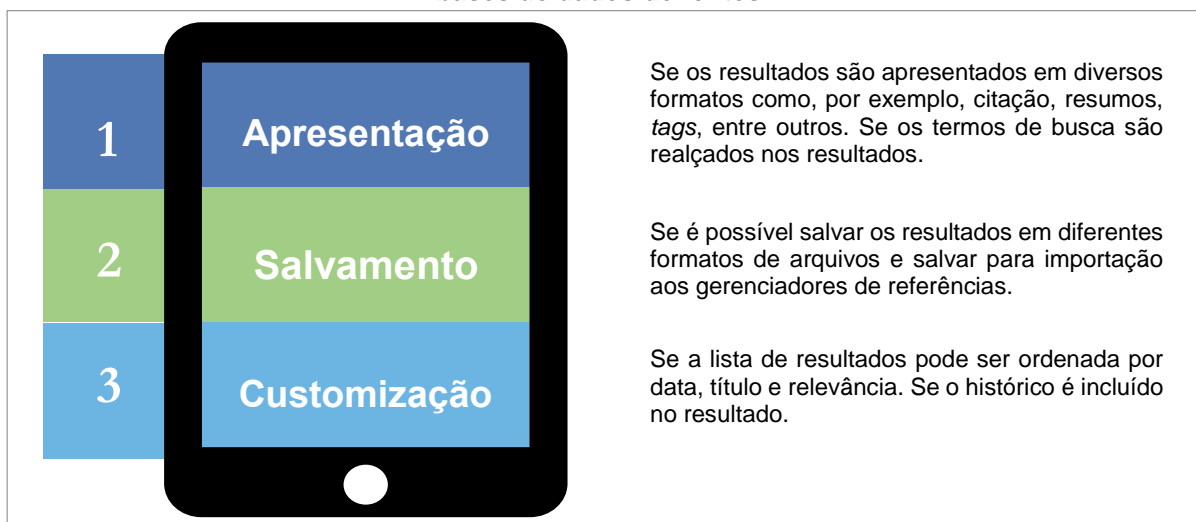 1
Apresentação
Se os resultados são apresentados em diversos
formatos como, por exemplo, citação, resumos,
tags, entre outros. Se os termos de busca são
realçados nos resultados.
2
Salvamento
Se é possível salvar os resultados em diferentes
formatos de arquivos e salvar para importação
aos gerenciadores de referências.
3
Customização
Se a lista de resultados pode ser ordenada por
data, título e relevância. Se o histórico é incluído
no resultado.